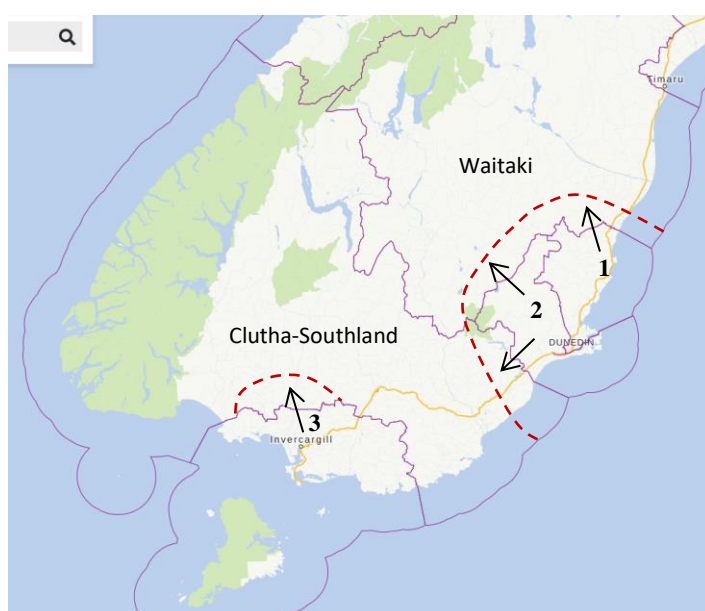 Timaru
Waitaki
1
2
Clutha-Southland
DUNEDIN
3
Invercargill